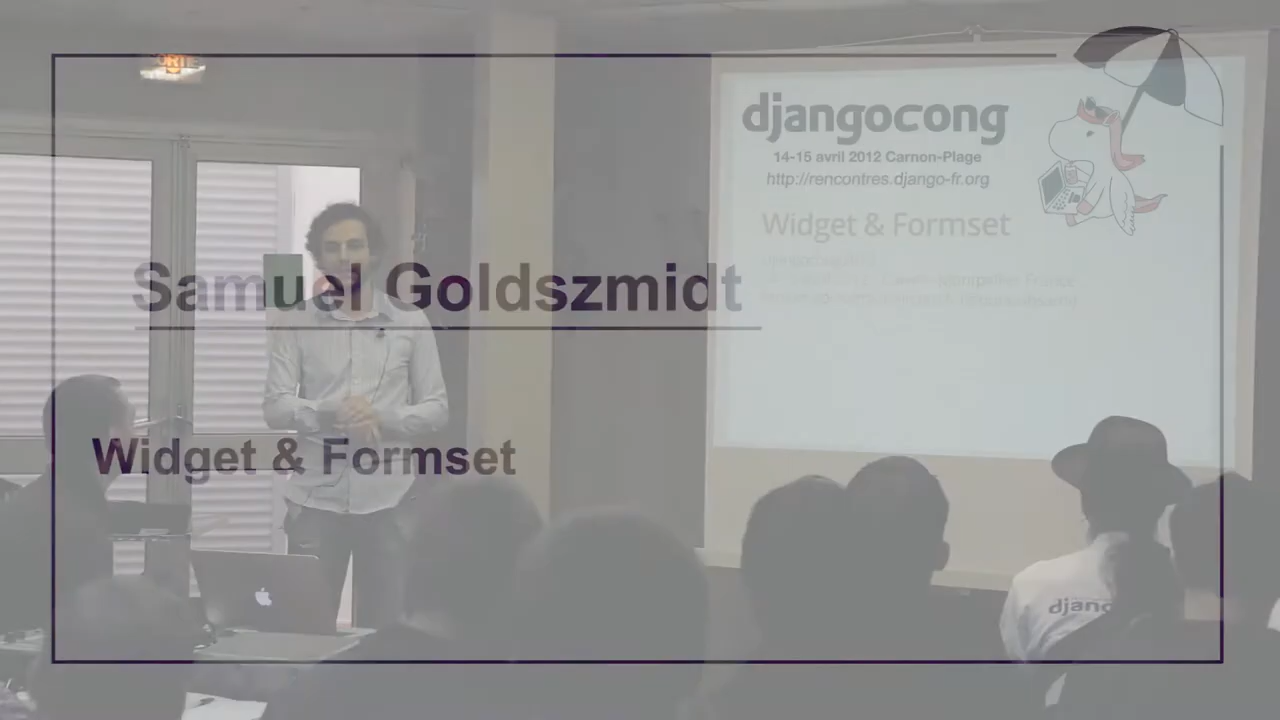 SORTIE
djangocong
14-15 avril 2012 Carnon-Plage
http://rencontres.django-fr.org
Widget & Formset
Samuel Goldszmidt
Widget & Formset
djang